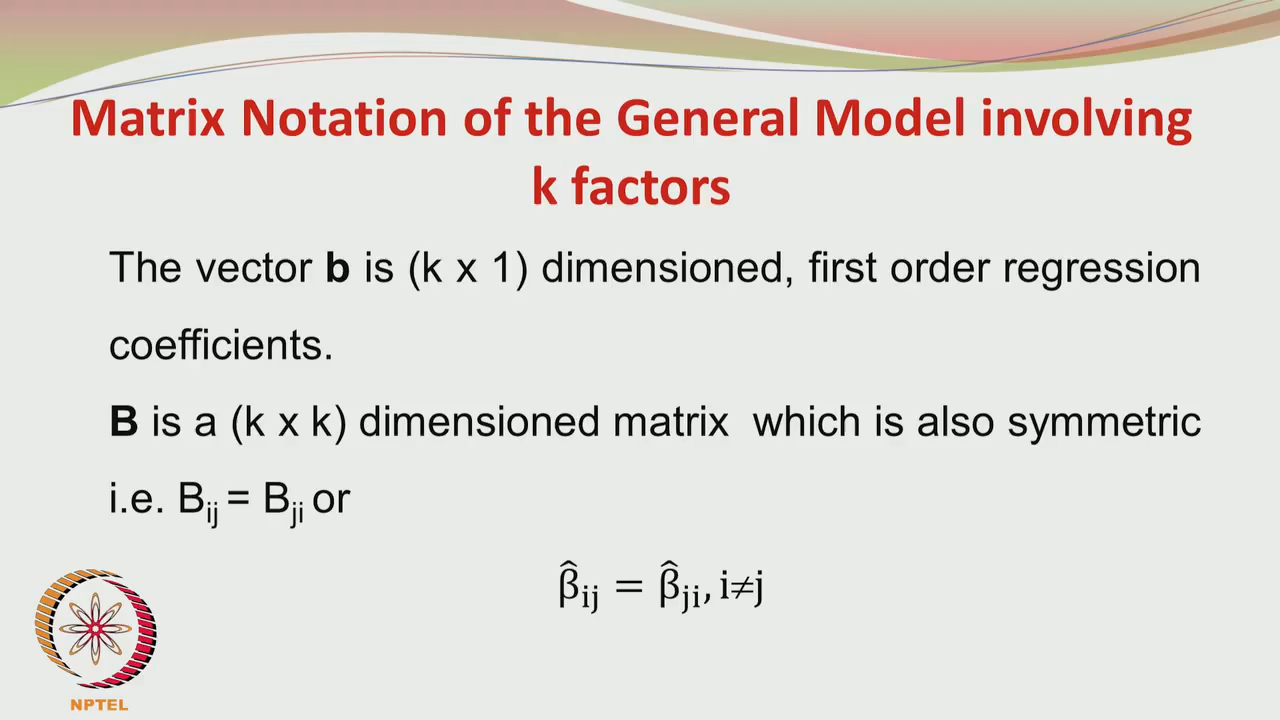 Matrix Notation of the General Model involving
k factors
The vector b is (k x 1) dimensioned, first order regression
coefficients.
B is a (k x k) dimensioned matrix which is also symmetric
i.e. Bᵢⱼ = Bⱼᵢ or
β̂ᵢⱼ = β̂ⱼᵢ, i≠j
NPTEL